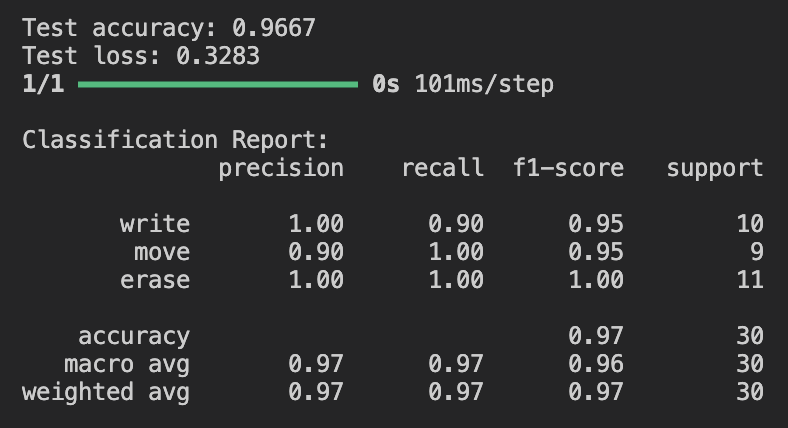 Test accuracy: 0.9667
Test loss: 0.3283
1/1 0s 101ms/step
Classification Report:
precision recall f1-score support
write 1.00 0.90 0.95 10
move 0.90 1.00 0.95 9
erase 1.00 1.00 1.00 11
accuracy 0.97 30
macro avg 0.97 0.97 0.96 30
weighted avg 0.97 0.97 0.97 30